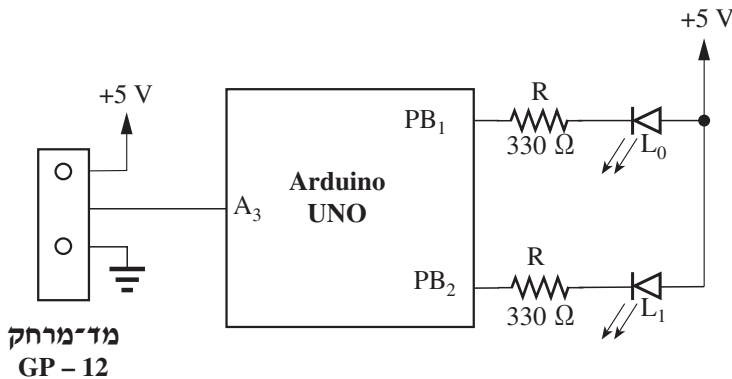 +5 V
+5 V
PB₁
R
330 Ω
L₀
Arduino
UNO
A₃
PB₂
R
330 Ω
L₁
מד־מרחק
GP – 12